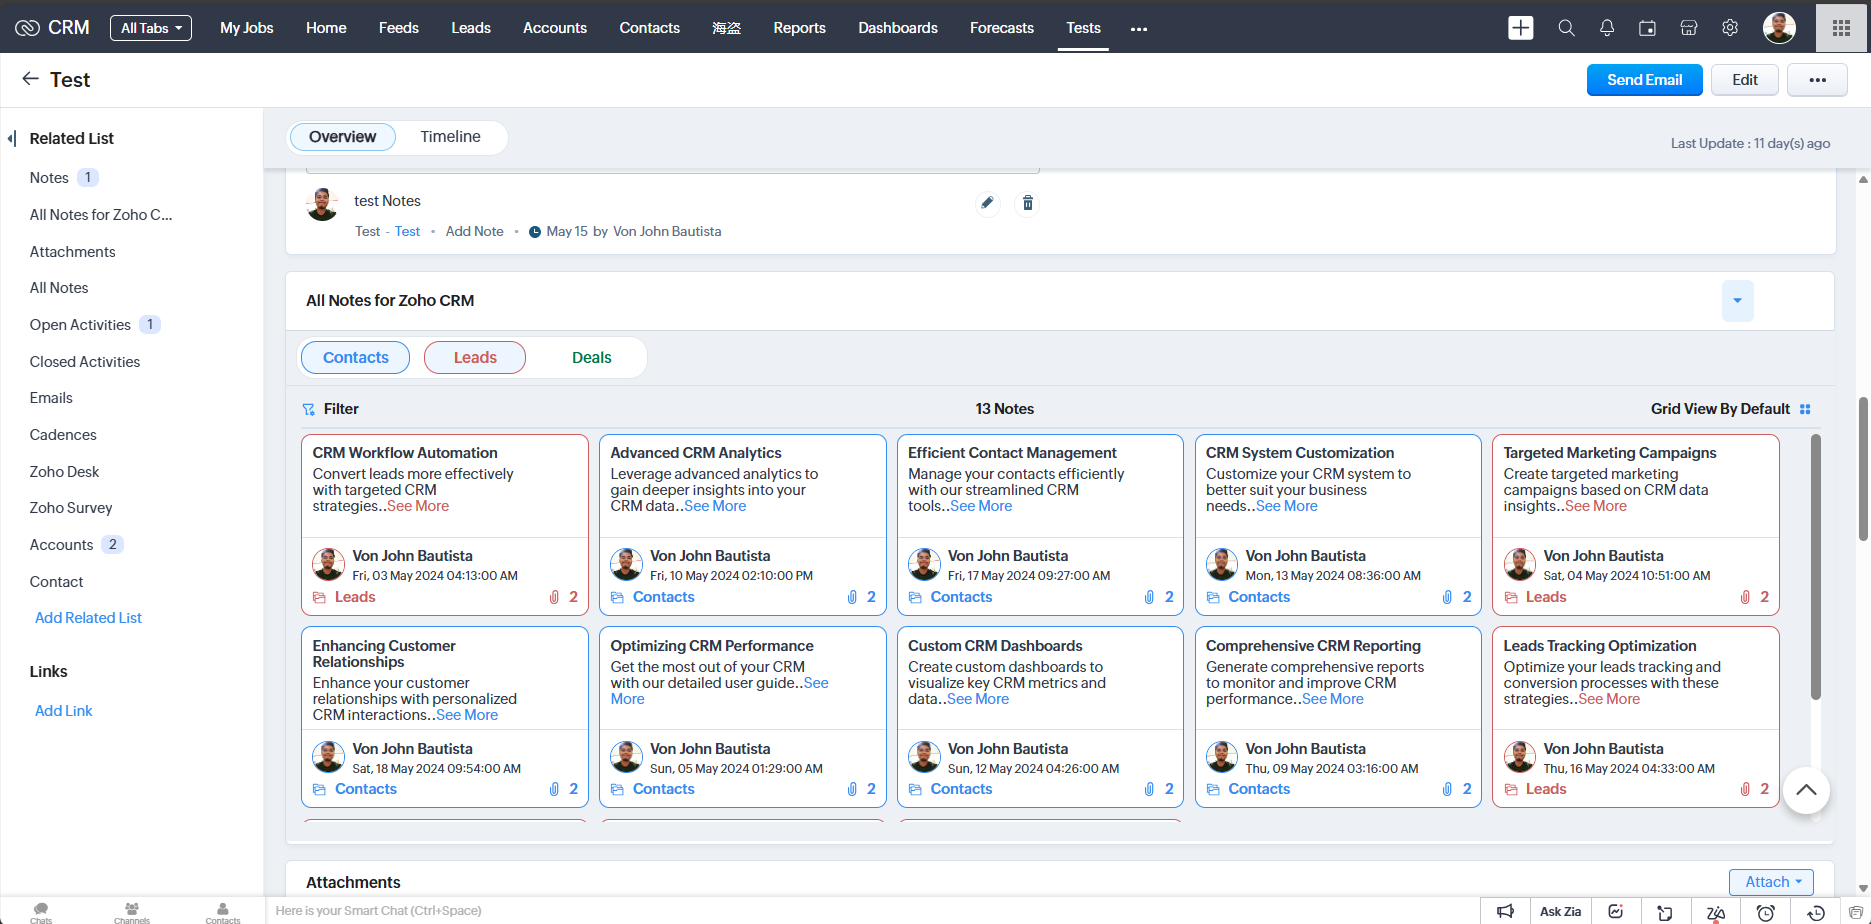 CRM
All Tabs
My Jobs
Home
Feeds
Leads
Accounts
Contacts
海盗
Reports
Dashboards
Forecasts
Tests
Test
Send Email
Edit
Related List
Notes 1
All Notes for Zoho C...
Attachments
All Notes
Open Activities 1
Closed Activities
Emails
Cadences
Zoho Desk
Zoho Survey
Accounts 2
Contact
Add Related List
Links
Add Link
Overview
Timeline
Last Update : 11 day(s) ago
test Notes
Test - Test • Add Note • May 15 by Von John Bautista
All Notes for Zoho CRM
Contacts
Leads
Deals
Filter
13 Notes
Grid View By Default
CRM Workflow Automation
Convert leads more effectively
with targeted CRM
strategies..See More
Von John Bautista
Fri, 03 May 2024 04:13:00 AM
Leads 2
Advanced CRM Analytics
Leverage advanced analytics to
gain deeper insights into your
CRM data..See More
Von John Bautista
Fri, 10 May 2024 02:10:00 PM
Contacts 2
Efficient Contact Management
Manage your contacts efficiently
with our streamlined CRM
tools..See More
Von John Bautista
Fri, 17 May 2024 09:27:00 AM
Contacts 2
CRM System Customization
Customize your CRM system to
better suit your business
needs..See More
Von John Bautista
Mon, 13 May 2024 08:36:00 AM
Contacts 2
Targeted Marketing Campaigns
Create targeted marketing
campaigns based on CRM data
insights..See More
Von John Bautista
Sat, 04 May 2024 10:51:00 AM
Leads 2
Enhancing Customer
Relationships
Enhance your customer
relationships with personalized
CRM interactions..See More
Von John Bautista
Sat, 18 May 2024 09:54:00 AM
Contacts 2
Optimizing CRM Performance
Get the most out of your CRM
with our detailed user guide..See
More
Von John Bautista
Sun, 05 May 2024 01:29:00 AM
Contacts 2
Custom CRM Dashboards
Create custom dashboards to
visualize key CRM metrics and
data..See More
Von John Bautista
Sun, 12 May 2024 04:26:00 AM
Contacts 2
Comprehensive CRM Reporting
Generate comprehensive reports
to monitor and improve CRM
performance..See More
Von John Bautista
Thu, 09 May 2024 03:16:00 AM
Contacts 2
Leads Tracking Optimization
Optimize your leads tracking and
conversion processes with these
strategies..See More
Von John Bautista
Thu, 16 May 2024 04:33:00 AM
Leads 2
Attachments
Attach
Chats
Channels
Contacts
Here is your Smart Chat (Ctrl+Space)
Ask Zia